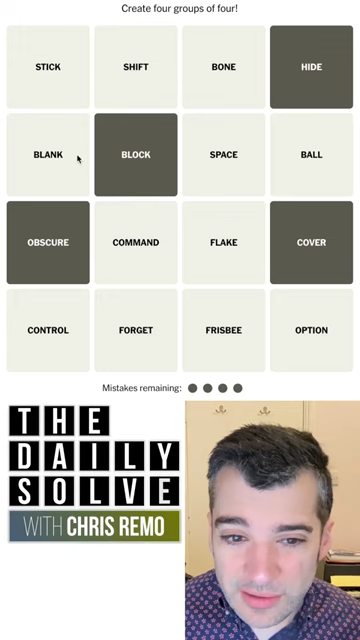 Create four groups of four!
STICK SHIFT BONE HIDE
BLANK BLOCK SPACE BALL
OBSCURE COMMAND FLAKE COVER
CONTROL FORGET FRISBEE OPTION
Mistakes remaining:
THE
DAILY
SOLVE
WITH CHRIS REMO